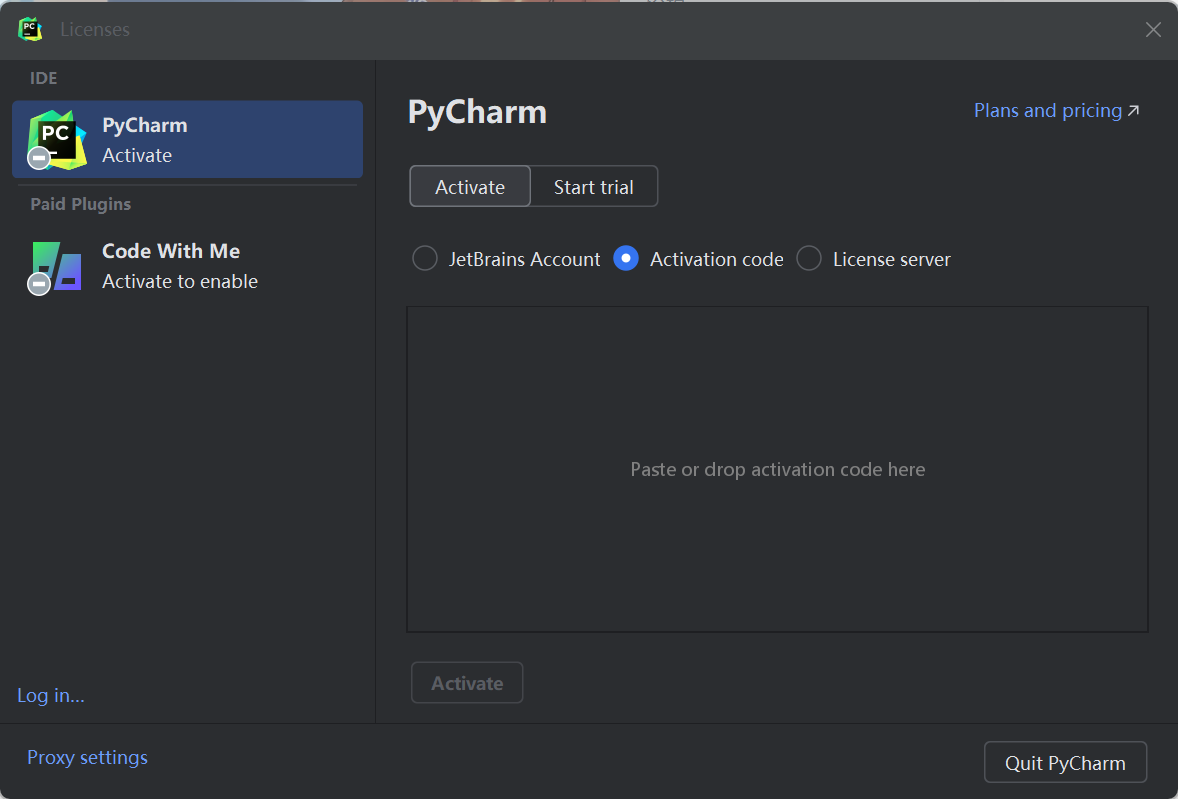 Licenses
IDE
PyCharm
Activate
Paid Plugins
Code With Me
Activate to enable
Log in...
Proxy settings
PyCharm
Plans and pricing ↗
Activate Start trial
JetBrains Account Activation code License server
Paste or drop activation code here
Activate
Quit PyCharm
PC
PC